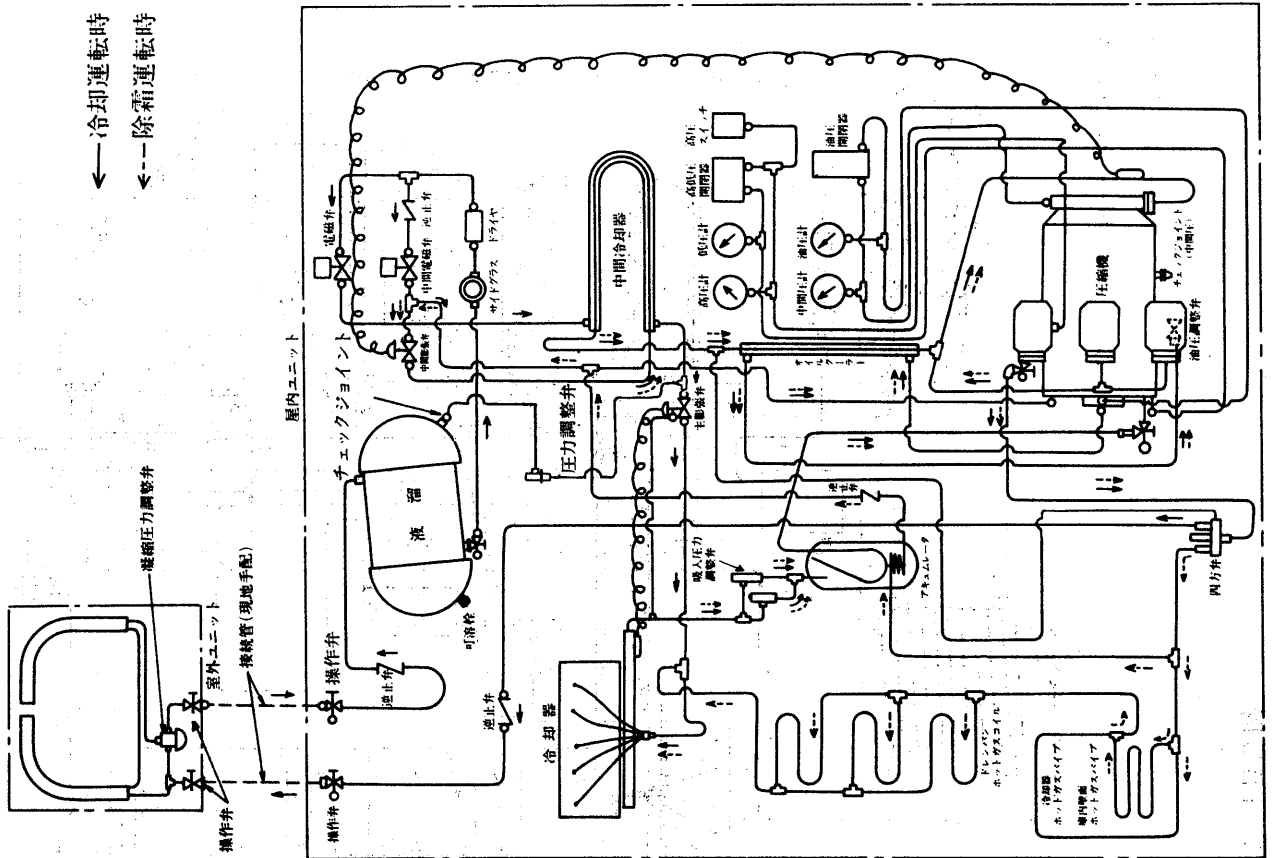 冷却運転時
除霜運転時
屋内ユニット
室外ユニット
凝縮圧力調整弁
接続管(現地手配)
操作弁
操作弁
操作弁
逆止弁
チェックジョイント
液
溜
可溶栓
電磁弁
逆止弁
中間電磁弁
ドライヤ
サイトグラス
中間膨張弁
中間冷却器
圧力調整弁
主膨張弁
高圧
スイッチ
高低圧
開閉器
油圧
開閉器
低圧計
高圧計
油圧計
中間圧計
オイルクーラ
圧縮機
チェックジョイント
(中間圧)
油圧調整弁
逆止弁
吸入圧力
調整弁
アキュムレータ
四方弁
逆止弁
冷却器
ドレンパン
ホットガスコイル
冷却器
ホットガスパイプ
ホットガスパイプ